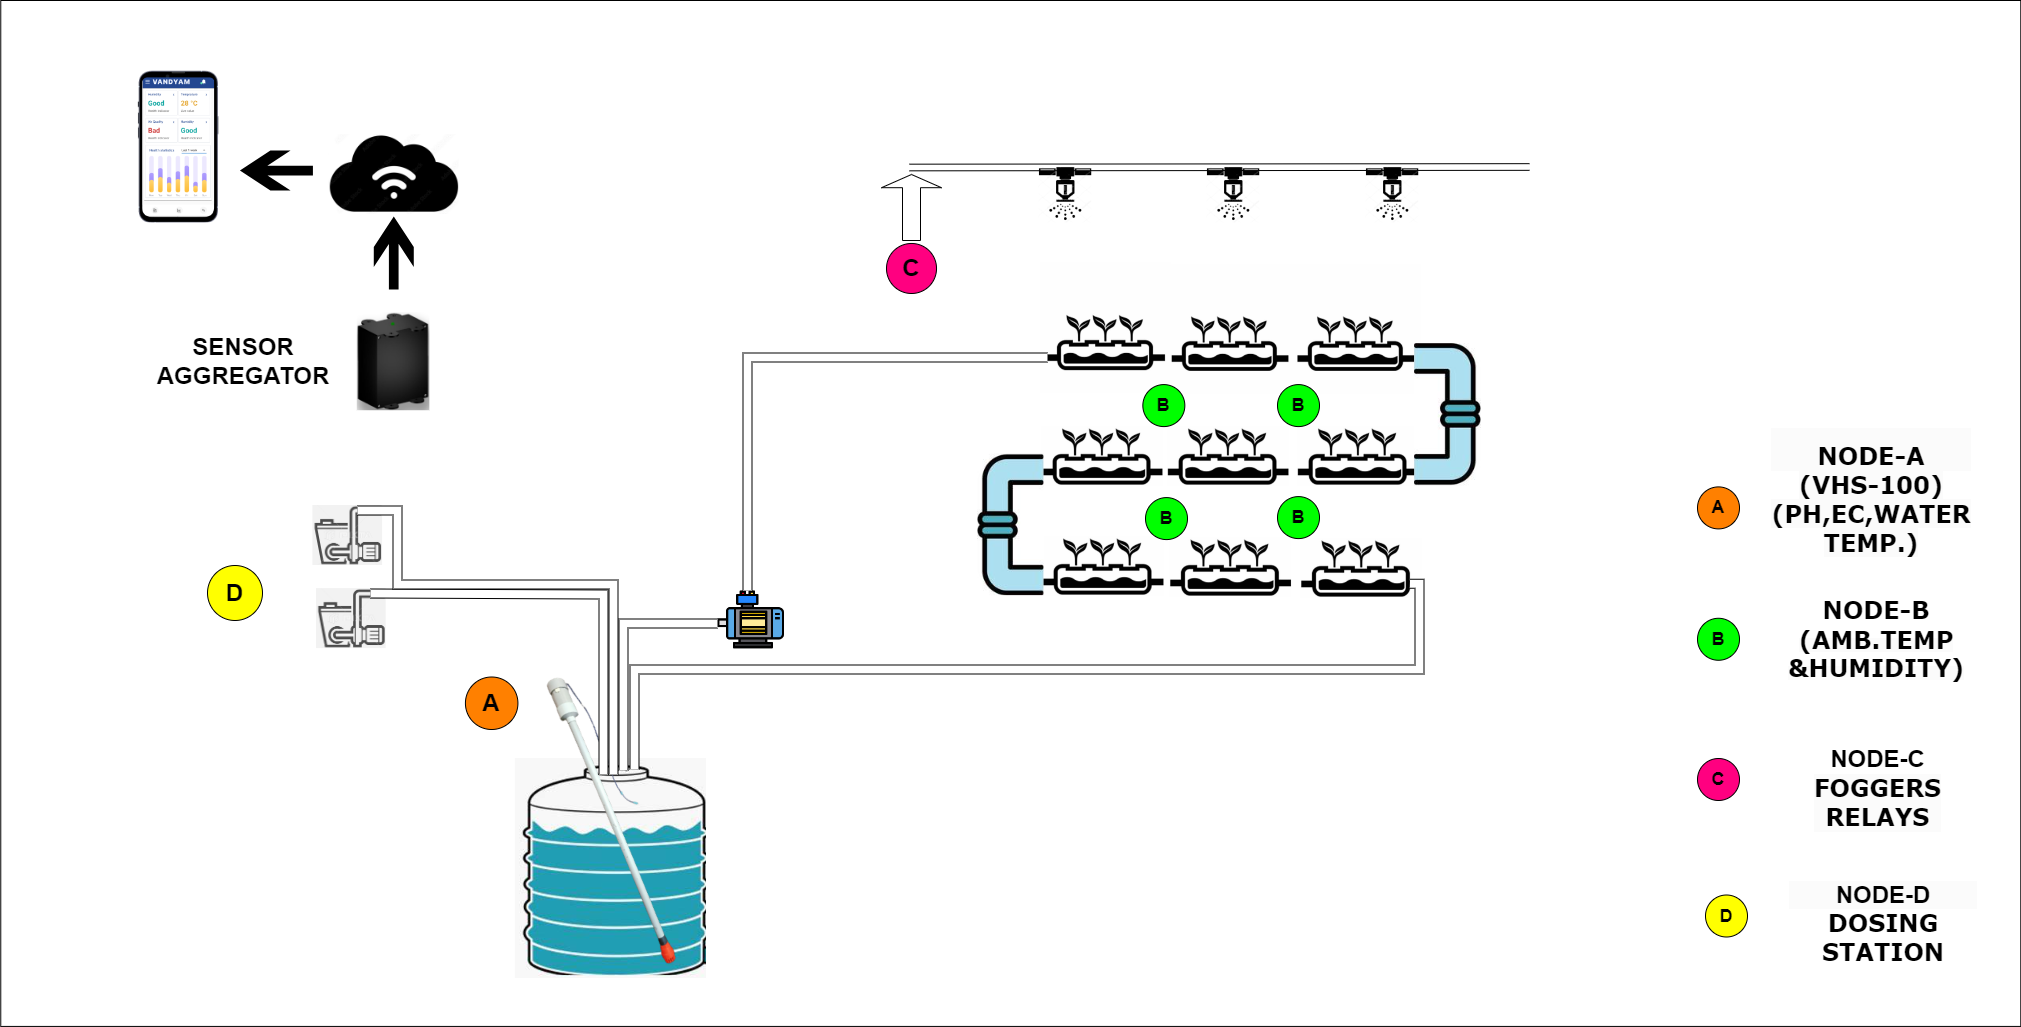 VANDYAM
Good
28 °C
Bad
Good
SENSOR
AGGREGATOR
C
B
B
B
B
D
A
A
NODE-A
(VHS-100)
(PH,EC,WATER
TEMP.)
B
NODE-B
(AMB.TEMP
&HUMIDITY)
C
NODE-C
FOGGERS
RELAYS
D
NODE-D
DOSING
STATION